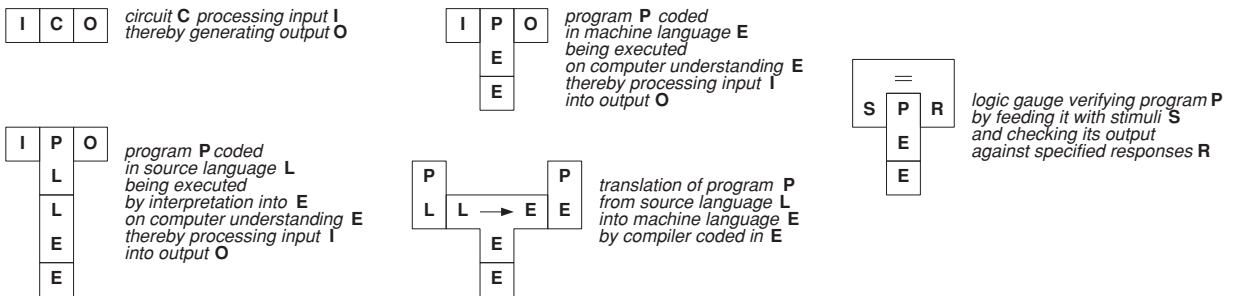 I C O
circuit C processing input I
thereby generating output O
I P O
E
E
program P coded
in machine language E
being executed
on computer understanding E
thereby processing input I
into output O
=
S P R
E
E
logic gauge verifying program P
by feeding it with stimuli S
and checking its output
against specified responses R
I P O
L
L
E
E
program P coded
in source language L
being executed
by interpretation into E
on computer understanding E
thereby processing input I
into output O
P P
L L → E E
E
E
translation of program P
from source language L
into machine language E
by compiler coded in E